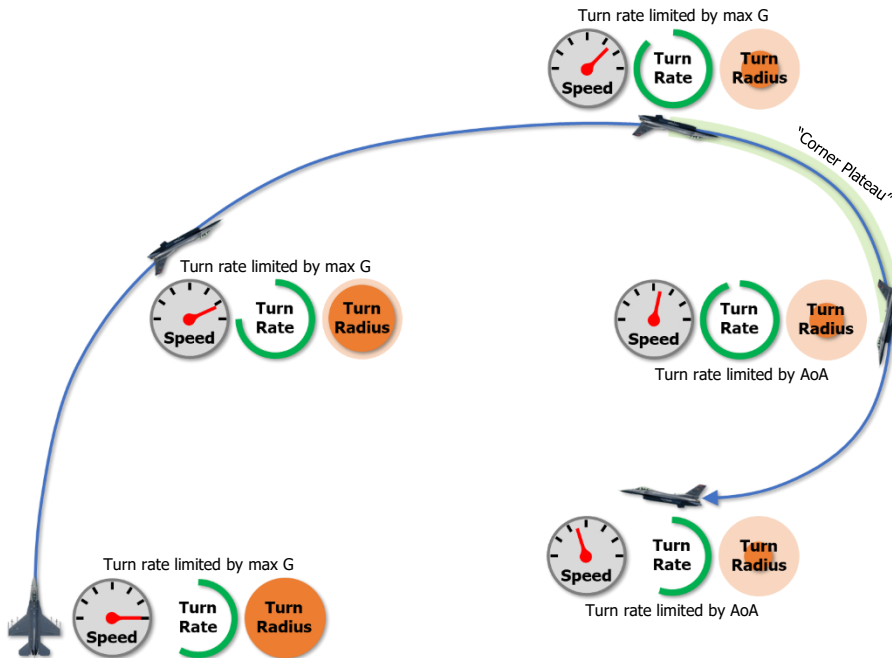 Turn rate limited by max G
Speed
Turn
Rate
Turn
Radius
“Corner Plateau”
Turn rate limited by max G
Speed
Turn
Rate
Turn
Radius
Speed
Turn
Rate
Turn
Radius
Turn rate limited by AoA
Turn rate limited by max G
Speed
Turn
Rate
Turn
Radius
Speed
Turn
Rate
Turn
Radius
Turn rate limited by AoA